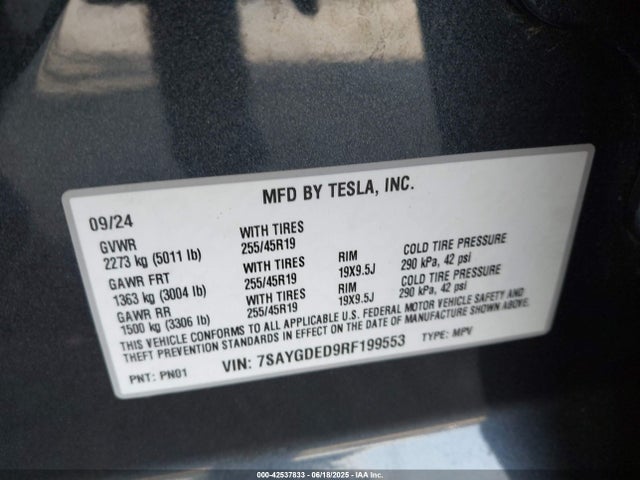 MFD BY TESLA, INC.
09/24
GVWR WITH TIRES
2273 kg (5011 lb) 255/45R19
GAWR FRT WITH TIRES RIM COLD TIRE PRESSURE
1363 kg (3004 lb) 255/45R19 19X9.5J 290 kPa, 42 psi
GAWR RR WITH TIRES RIM COLD TIRE PRESSURE
1500 kg (3306 lb) 255/45R19 19X9.5J 290 kPa, 42 psi
THIS VEHICLE CONFORMS TO ALL APPLICABLE U.S. FEDERAL MOTOR VEHICLE SAFETY AND
THEFT PREVENTION STANDARDS IN EFFECT ON THE DATE OF MANUFACTURE SHOWN ABOVE.
PNT: PN01 VIN: 7SAYGDED9RF199553 TYPE: MPV
000-42537833 - 06/18/2025 - IAA Inc.